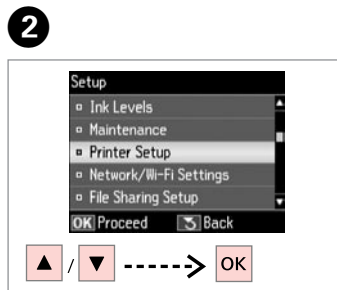 2
Setup
Ink Levels
Maintenance
Printer Setup
Network/Wi-Fi Settings
File Sharing Setup
OK Proceed Back
/ OK